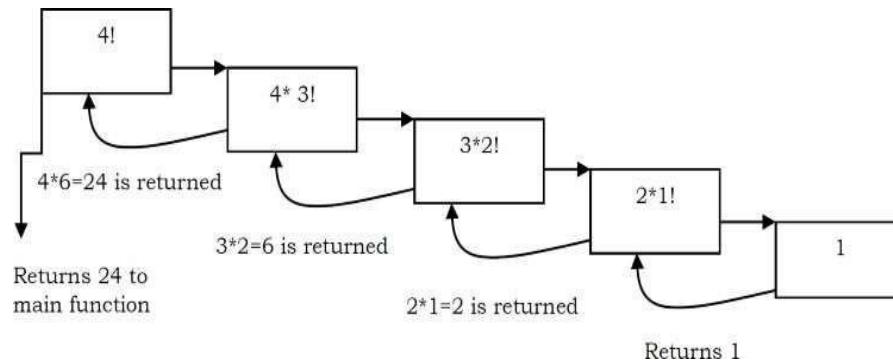 4!
4* 3!
3*2!
2*1!
1
4*6=24 is returned
3*2=6 is returned
2*1=2 is returned
Returns 1
Returns 24 to
main function